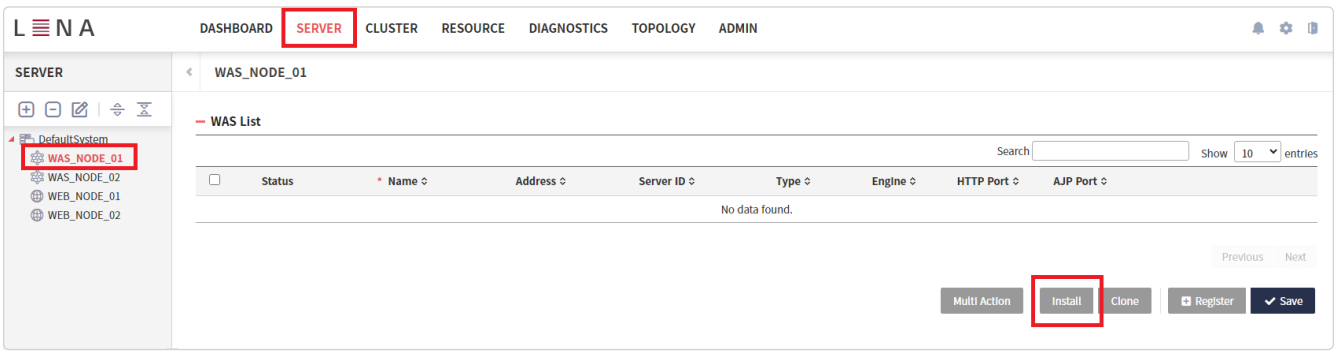 LENA DASHBOARD SERVER CLUSTER RESOURCE DIAGNOSTICS TOPOLOGY ADMIN
SERVER
WAS_NODE_01
DefaultSystem
WAS_NODE_01
WAS_NODE_02
WEB_NODE_01
WEB_NODE_02
WAS List
Search Show 10 entries
Status * Name Address Server ID Type Engine HTTP Port AJP Port
No data found.
Previous Next
Multi Action Install Clone Register Save